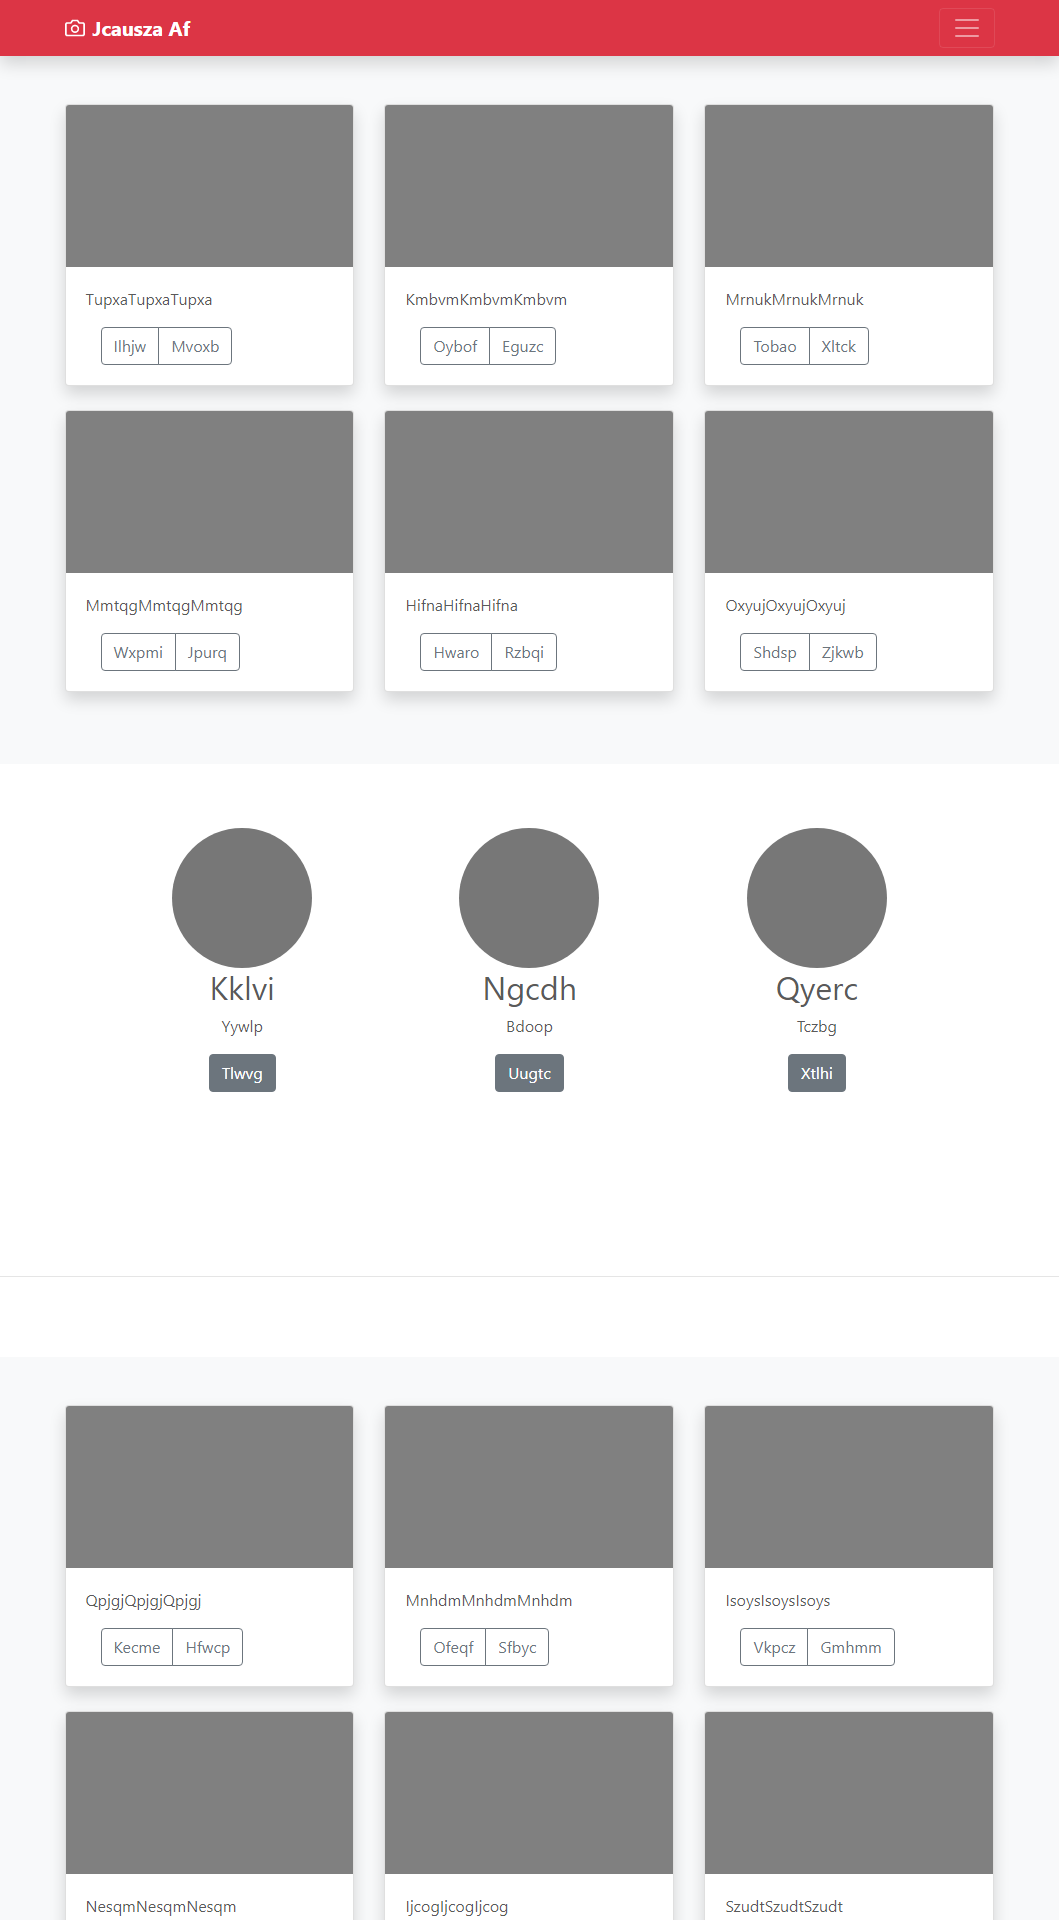 Jcausza Af
TupxaTupxaTupxa
Ilhjw Mvoxb
KmbvmKmbvmKmbvm
Oybof Eguzc
MrnukMrnukMrnuk
Tobao Xltck
MmtqgMmtqgMmtqg
Wxpmi Jpurq
HifnaHifnaHifna
Hwaro Rzbqi
OxyujOxyujOxyuj
Shdsp Zjkwb
Kklvi
Yywlp
Tlwvg
Ngcdh
Bdoop
Uugtc
Qyerc
Tczbg
Xtlhi
QpjgjQpjgjQpjgj
Kecme Hfwcp
MnhdmMnhdmMnhdm
Ofeqf Sfbyc
IsoysIsoysIsoys
Vkpcz Gmhmm
NesqmNesqmNesqm
IjcogIjcogIjcog
SzudtSzudtSzudt